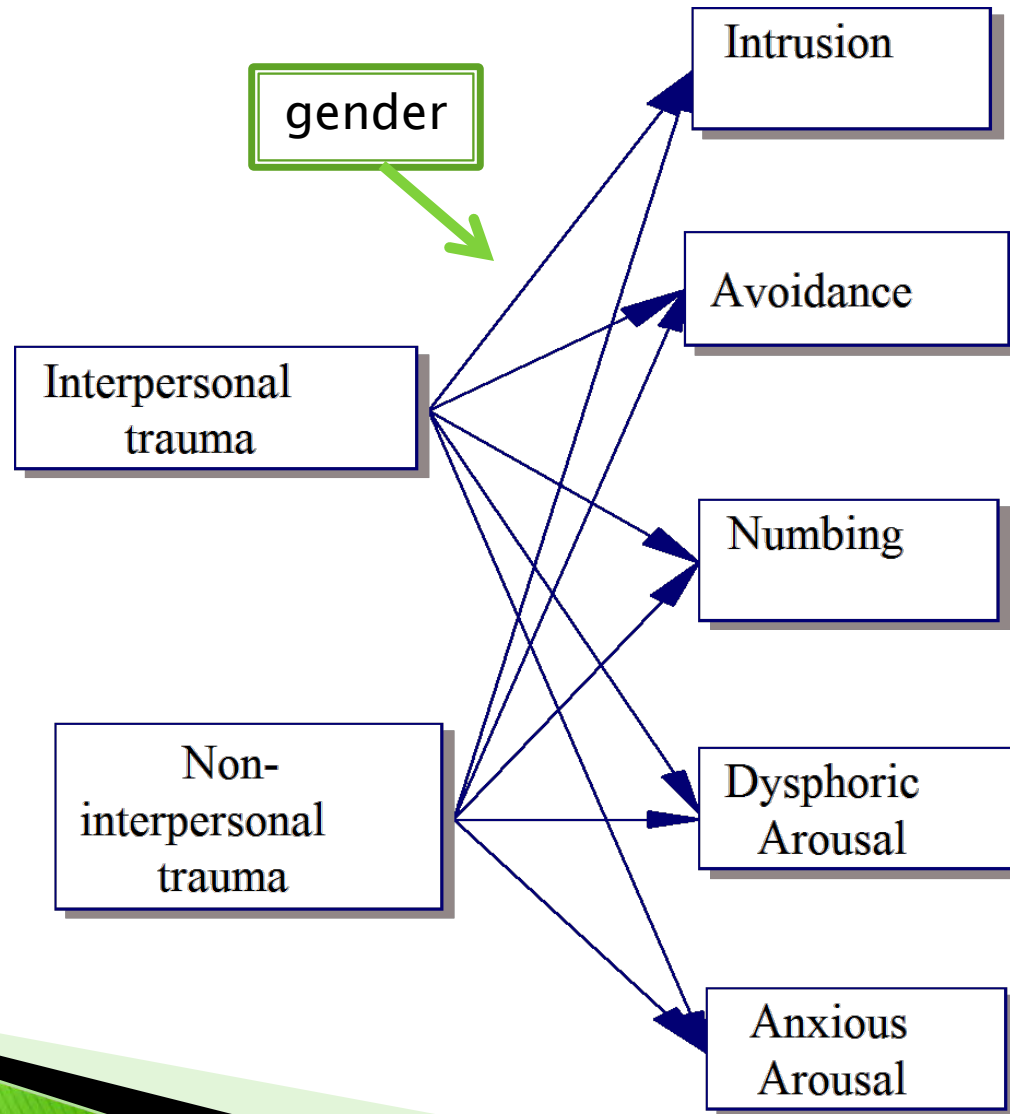 Intrusion
gender
Avoidance
Interpersonal
trauma
Numbing
Non-
interpersonal
trauma
Dysphoric
Arousal
Anxious
Arousal